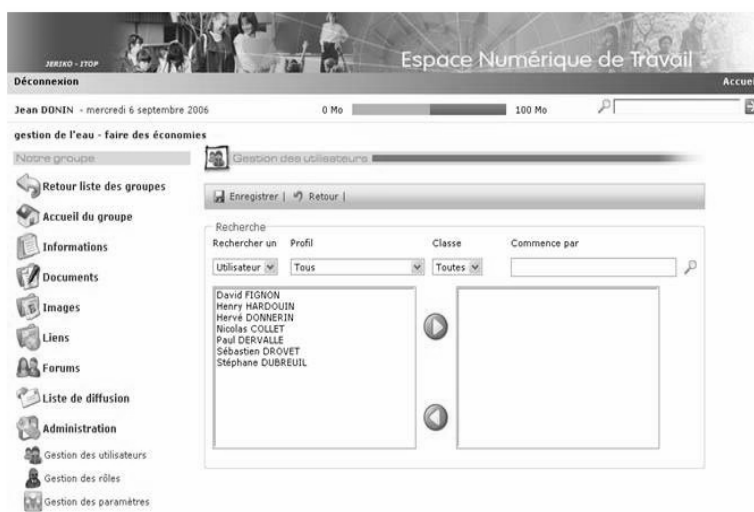 JERIKO - ITOP
Espace Numérique de Travail
Déconnexion
Accueil
Jean DONIN - mercredi 6 septembre 2006
0 Mo
100 Mo
gestion de l'eau - faire des économies
Notre groupe
Gestion des utilisateurs
Retour liste des groupes
Accueil du groupe
Informations
Documents
Images
Liens
Forums
Liste de diffusion
Administration
Gestion des utilisateurs
Gestion des rôles
Gestion des paramètres
Enregistrer | Retour |
Recherche
Rechercher un Profil Classe Commence par
Utilisateur Tous Toutes
David FIGNON
Henry HARDOUIN
Hervé DONNERIN
Nicolas COLLET
Paul DERVALLE
Sébastien DROVET
Stéphane DUBREUIL